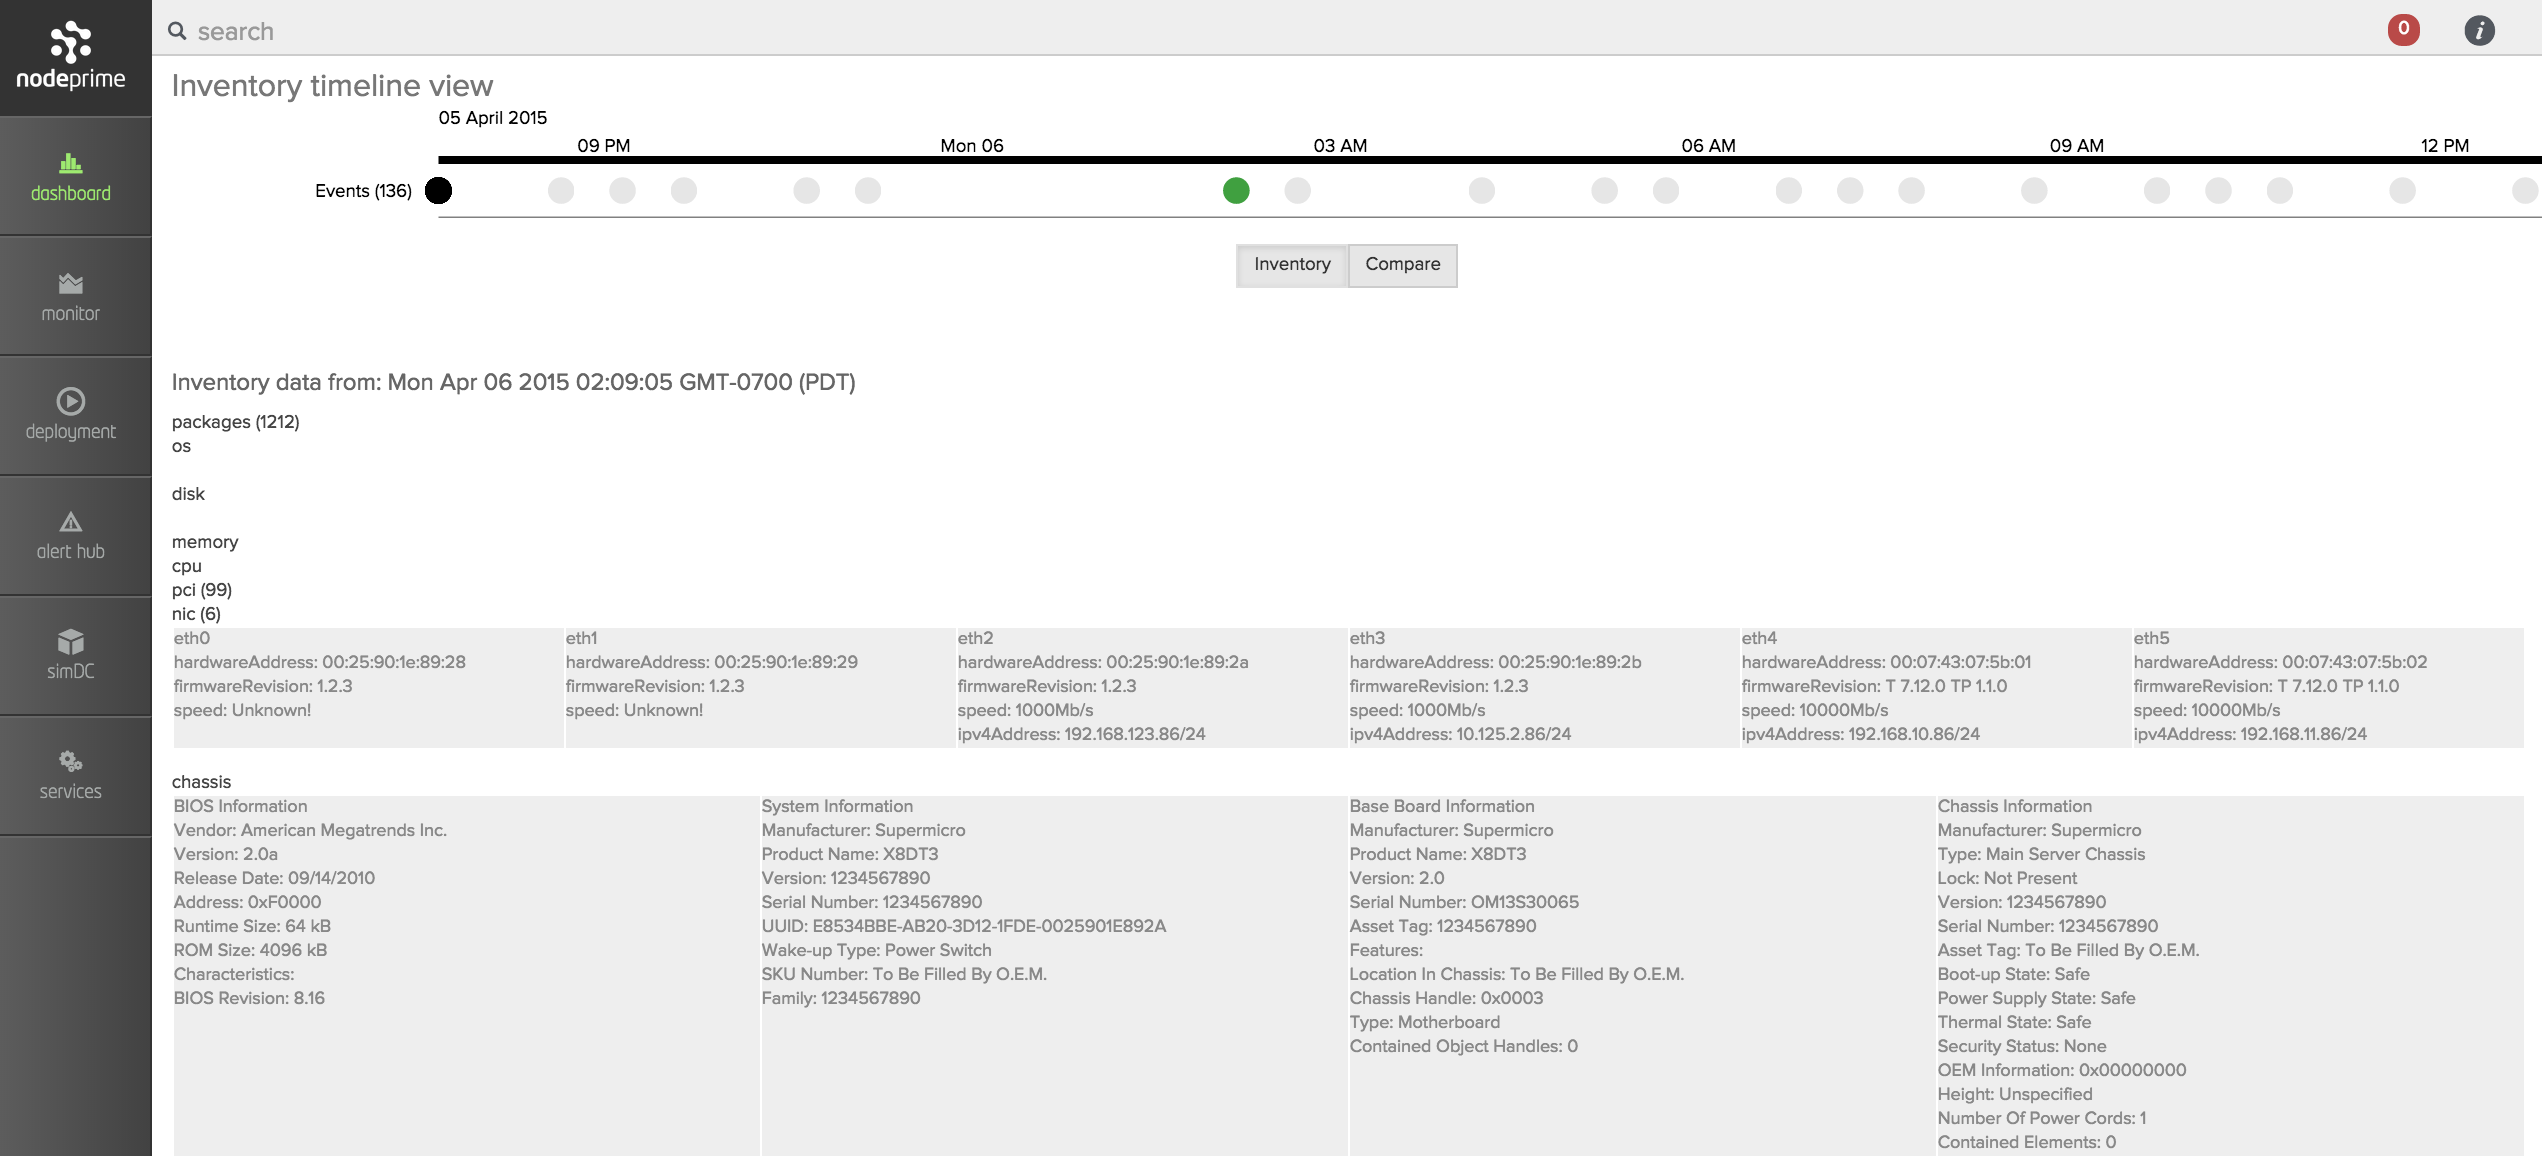 nodeprime
search
0
i
dashboard
monitor
deployment
alert hub
simDC
services
Inventory timeline view
05 April 2015
09 PM Mon 06 03 AM 06 AM 09 AM 12 PM
Events (136)
Inventory Compare
Inventory data from: Mon Apr 06 2015 02:09:05 GMT-0700 (PDT)
packages (1212)
os
disk
memory
cpu
pci (99)
nic (6)
eth0
hardwareAddress: 00:25:90:1e:89:28
firmwareRevision: 1.2.3
speed: Unknown!
eth1
hardwareAddress: 00:25:90:1e:89:29
firmwareRevision: 1.2.3
speed: Unknown!
eth2
hardwareAddress: 00:25:90:1e:89:2a
firmwareRevision: 1.2.3
speed: 1000Mb/s
ipv4Address: 192.168.123.86/24
eth3
hardwareAddress: 00:25:90:1e:89:2b
firmwareRevision: 1.2.3
speed: 1000Mb/s
ipv4Address: 10.125.2.86/24
eth4
hardwareAddress: 00:07:43:07:5b:01
firmwareRevision: T 7.12.0 TP 1.1.0
speed: 10000Mb/s
ipv4Address: 192.168.10.86/24
eth5
hardwareAddress: 00:07:43:07:5b:02
firmwareRevision: T 7.12.0 TP 1.1.0
speed: 10000Mb/s
ipv4Address: 192.168.11.86/24
chassis
BIOS Information
Vendor: American Megatrends Inc.
Version: 2.0a
Release Date: 09/14/2010
Address: 0xF0000
Runtime Size: 64 kB
ROM Size: 4096 kB
Characteristics:
BIOS Revision: 8.16
System Information
Manufacturer: Supermicro
Product Name: X8DT3
Version: 1234567890
Serial Number: 1234567890
UUID: E8534BBE-AB20-3D12-1FDE-0025901E892A
Wake-up Type: Power Switch
SKU Number: To Be Filled By O.E.M.
Family: 1234567890
Base Board Information
Manufacturer: Supermicro
Product Name: X8DT3
Version: 2.0
Serial Number: OM13S30065
Asset Tag: 1234567890
Features:
Location In Chassis: To Be Filled By O.E.M.
Chassis Handle: 0x0003
Type: Motherboard
Contained Object Handles: 0
Chassis Information
Manufacturer: Supermicro
Type: Main Server Chassis
Lock: Not Present
Version: 1234567890
Serial Number: 1234567890
Asset Tag: To Be Filled By O.E.M.
Boot-up State: Safe
Power Supply State: Safe
Thermal State: Safe
Security Status: None
OEM Information: 0x00000000
Height: Unspecified
Number Of Power Cords: 1
Contained Elements: 0